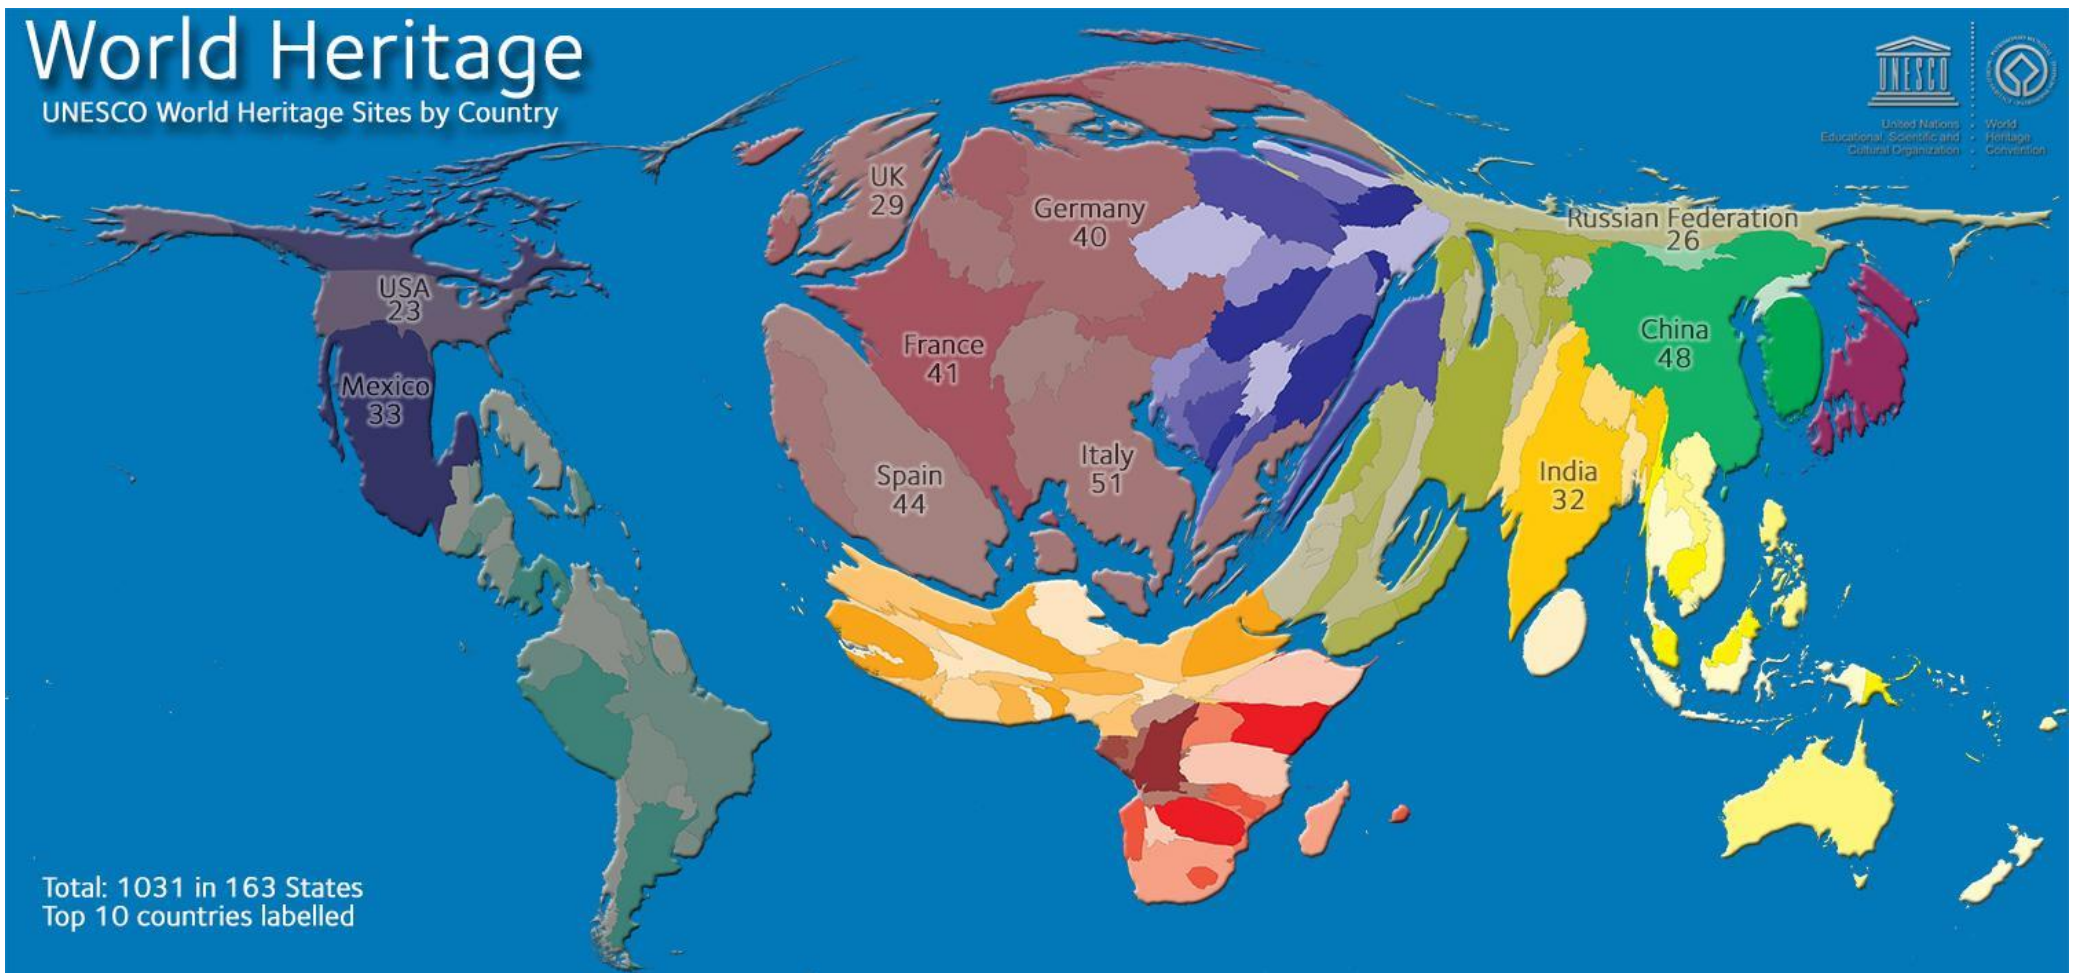 World Heritage
UNESCO World Heritage Sites by Country
UNESCO
United Nations
Educational, Scientific and
Cultural Organization
World
Heritage
Convention
UK
29
Germany
40
Russian Federation
26
USA
23
China
48
France
41
Mexico
33
Italy
51
Spain
44
India
32
Total: 1031 in 163 States
Top 10 countries labelled